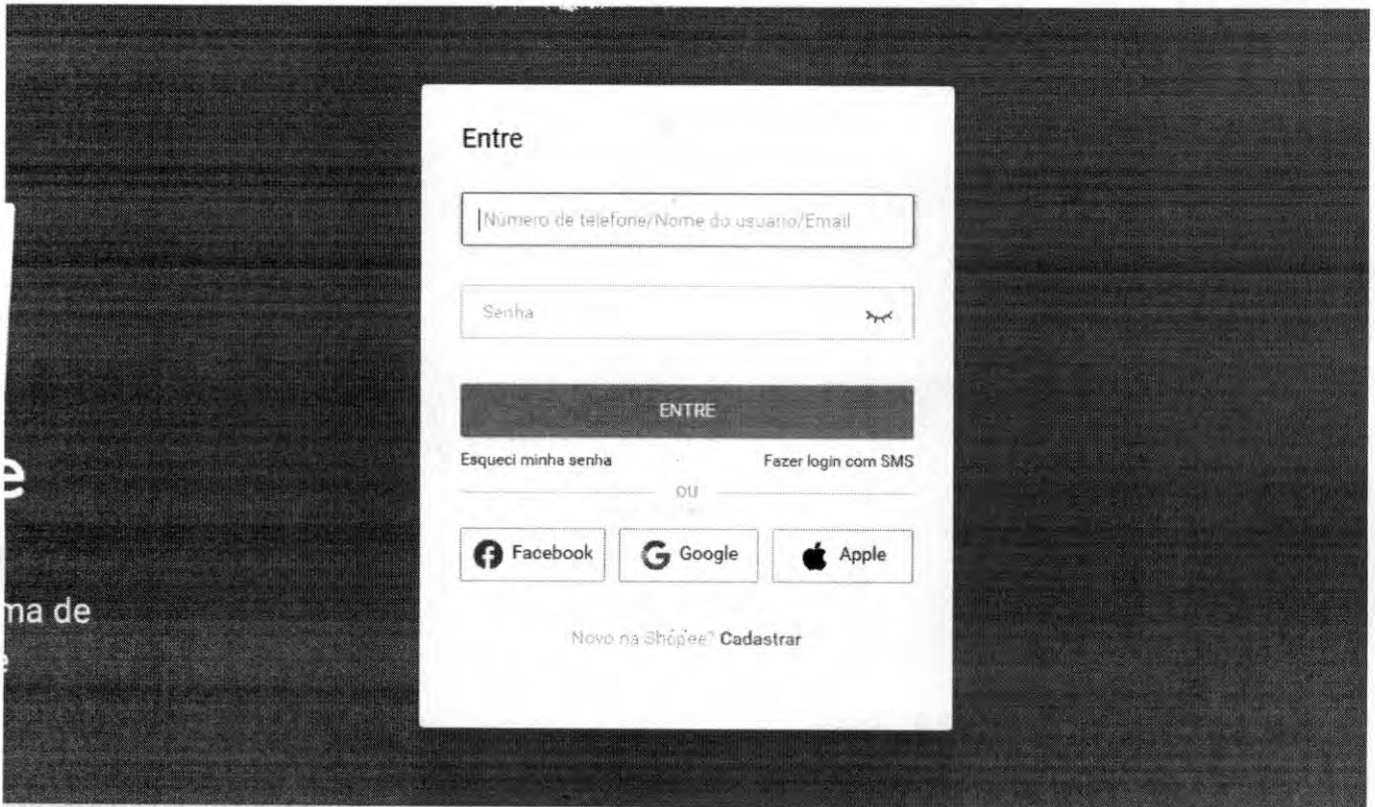 Entre
Número de telefone/Nome do usuário/Email
Senha
ENTRE
Esqueci minha senha
Fazer login com SMS
OU
Facebook
Google
Apple
Novo na Shopee? Cadastrar
e
ma de
e